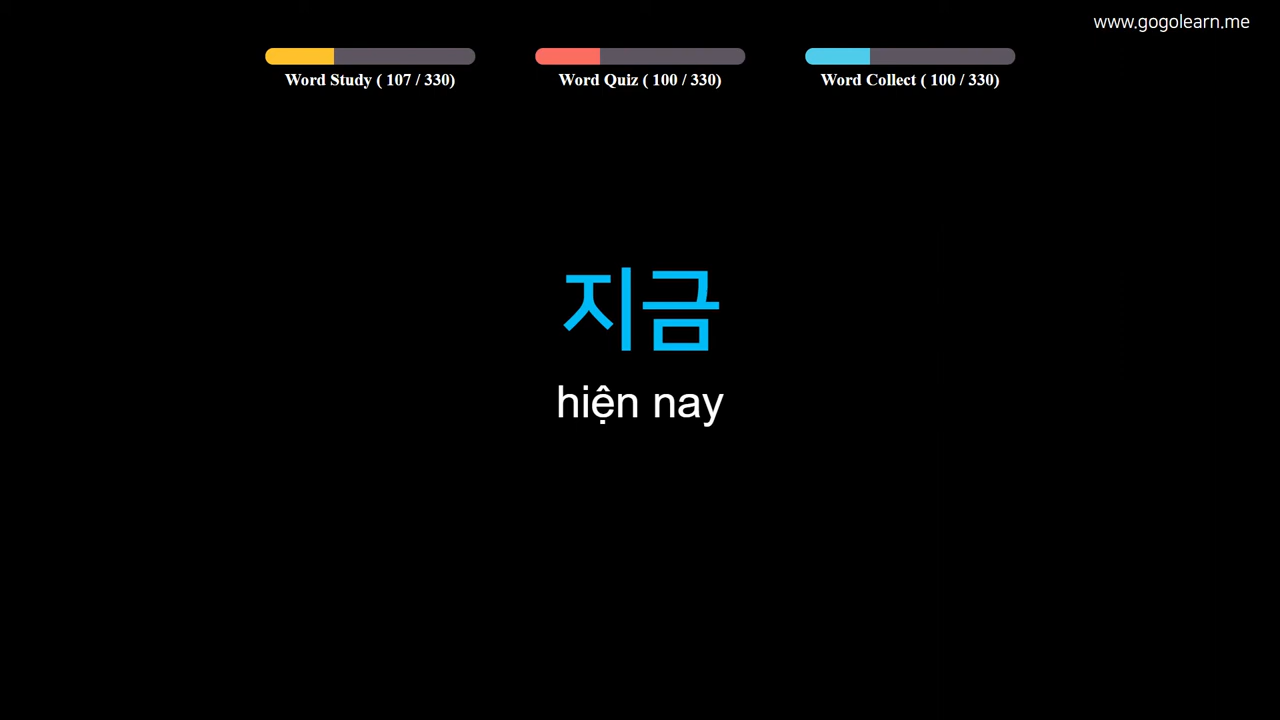 www.gogolearn.me
Word Study ( 107 / 330)
Word Quiz ( 100 / 330)
Word Collect ( 100 / 330)
지금
hiện nay